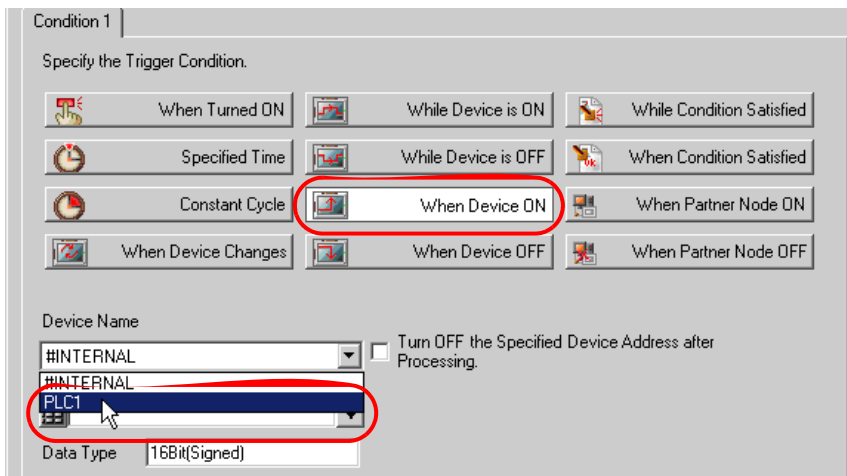 Condition 1
Specify the Trigger Condition.
When Turned ON
While Device is ON
While Condition Satisfied
Specified Time
While Device is OFF
When Condition Satisfied
Constant Cycle
When Device ON
When Partner Node ON
When Device Changes
When Device OFF
When Partner Node OFF
Device Name
#INTERNAL
Turn OFF the Specified Device Address after
Processing.
#INTERNAL
PLC1
Data Type 16Bit(Signed)